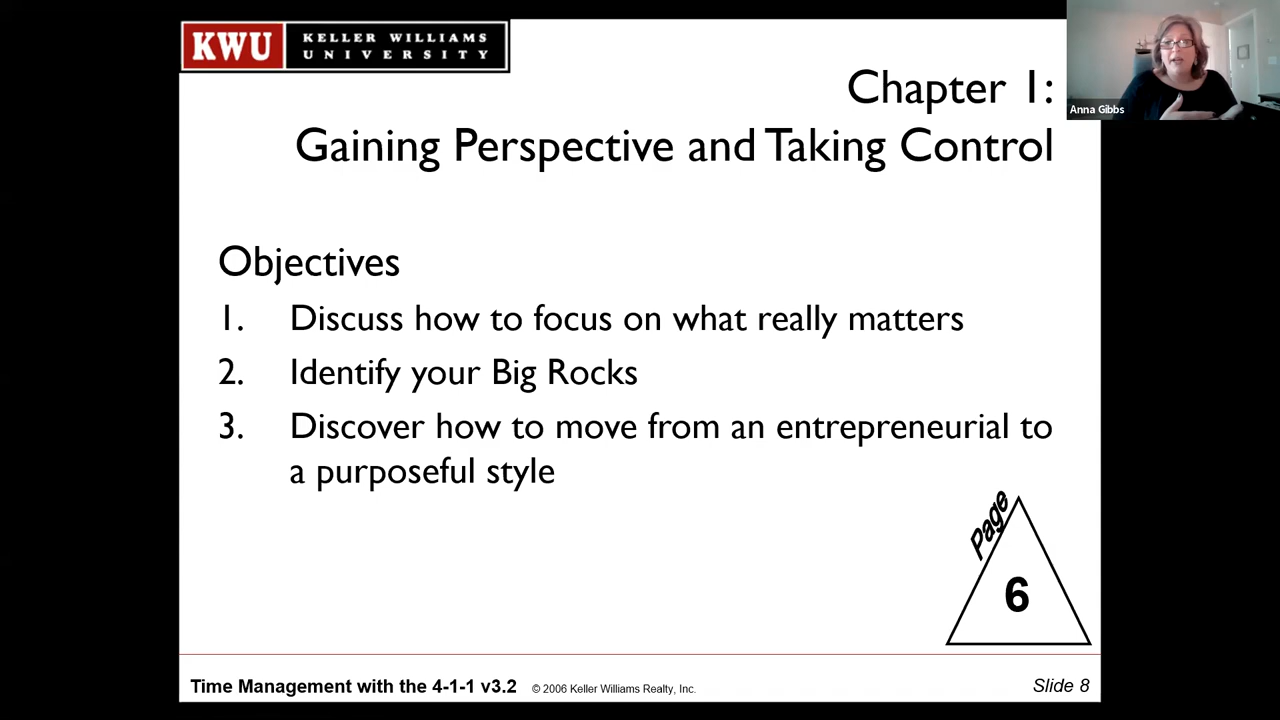 KWU KELLER WILLIAMS
UNIVERSITY
Chapter 1:
Gaining Perspective and Taking Control
Anna Gibbs
Objectives
1. Discuss how to focus on what really matters
2. Identify your Big Rocks
3. Discover how to move from an entrepreneurial to
a purposeful style
Page
6
Time Management with the 4-1-1 v3.2 © 2006 Keller Williams Realty, Inc. Slide 8